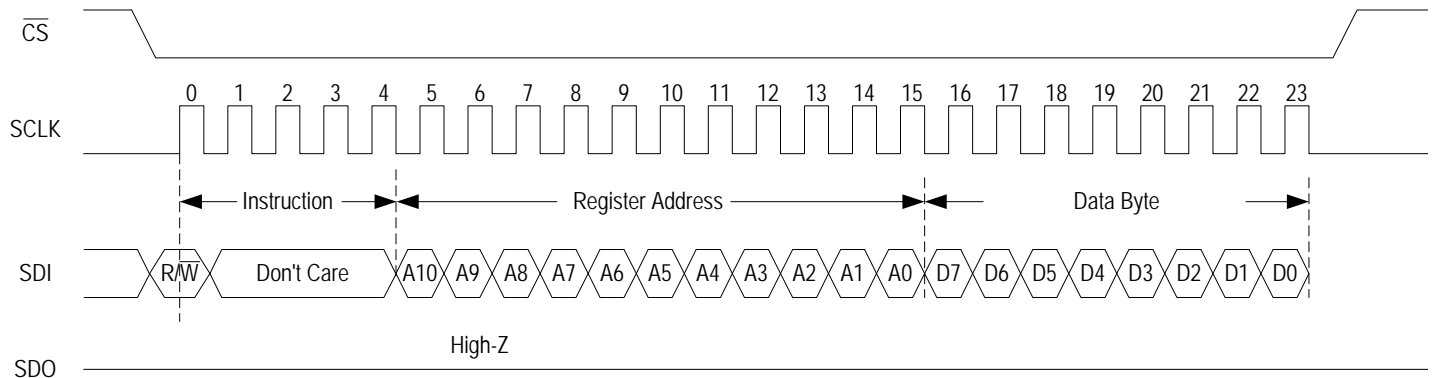 C̅S̅
0 1 2 3 4 5 6 7 8 9 10 11 12 13 14 15 16 17 18 19 20 21 22 23
SCLK
Instruction Register Address Data Byte
SDI R/W̅ Don't Care A10 A9 A8 A7 A6 A5 A4 A3 A2 A1 A0 D7 D6 D5 D4 D3 D2 D1 D0
High-Z
SDO